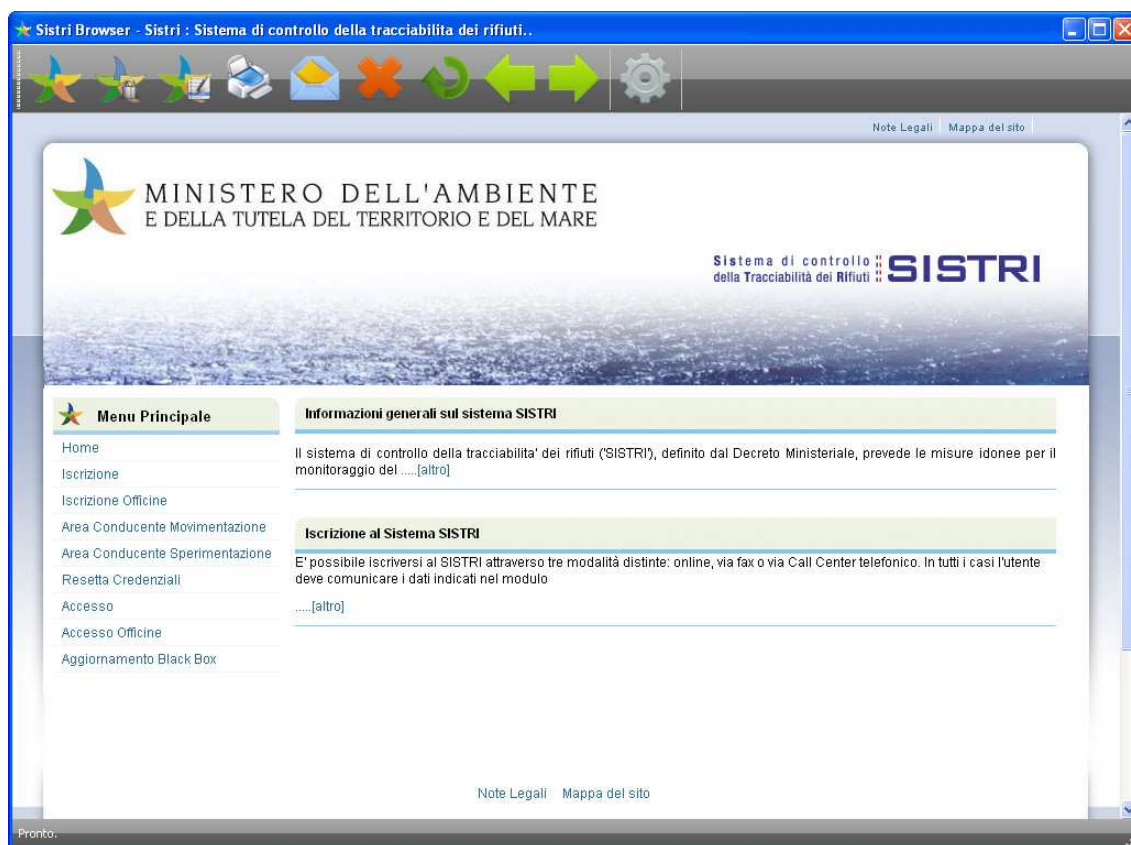 Sistri Browser - Sistri : Sistema di controllo della tracciabilita dei rifiuti..
Note Legali Mappa del sito
MINISTERO DELL'AMBIENTE
E DELLA TUTELA DEL TERRITORIO E DEL MARE
Sistema di controllo
della Tracciabilità dei Rifiuti
SISTRI
Menu Principale
Home
Iscrizione
Iscrizione Officine
Area Conducente Movimentazione
Area Conducente Sperimentazione
Resetta Credenziali
Accesso
Accesso Officine
Aggiornamento Black Box
Informazioni generali sul sistema SISTRI
Il sistema di controllo della tracciabilita' dei rifiuti ('SISTRI'), definito dal Decreto Ministeriale, prevede le misure idonee per il
monitoraggio del .....[altro]
Iscrizione al Sistema SISTRI
E' possibile iscriversi al SISTRI attraverso tre modalità distinte: online, via fax o via Call Center telefonico. In tutti i casi l'utente
deve comunicare i dati indicati nel modulo
.....[altro]
Note Legali Mappa del sito
Pronto.